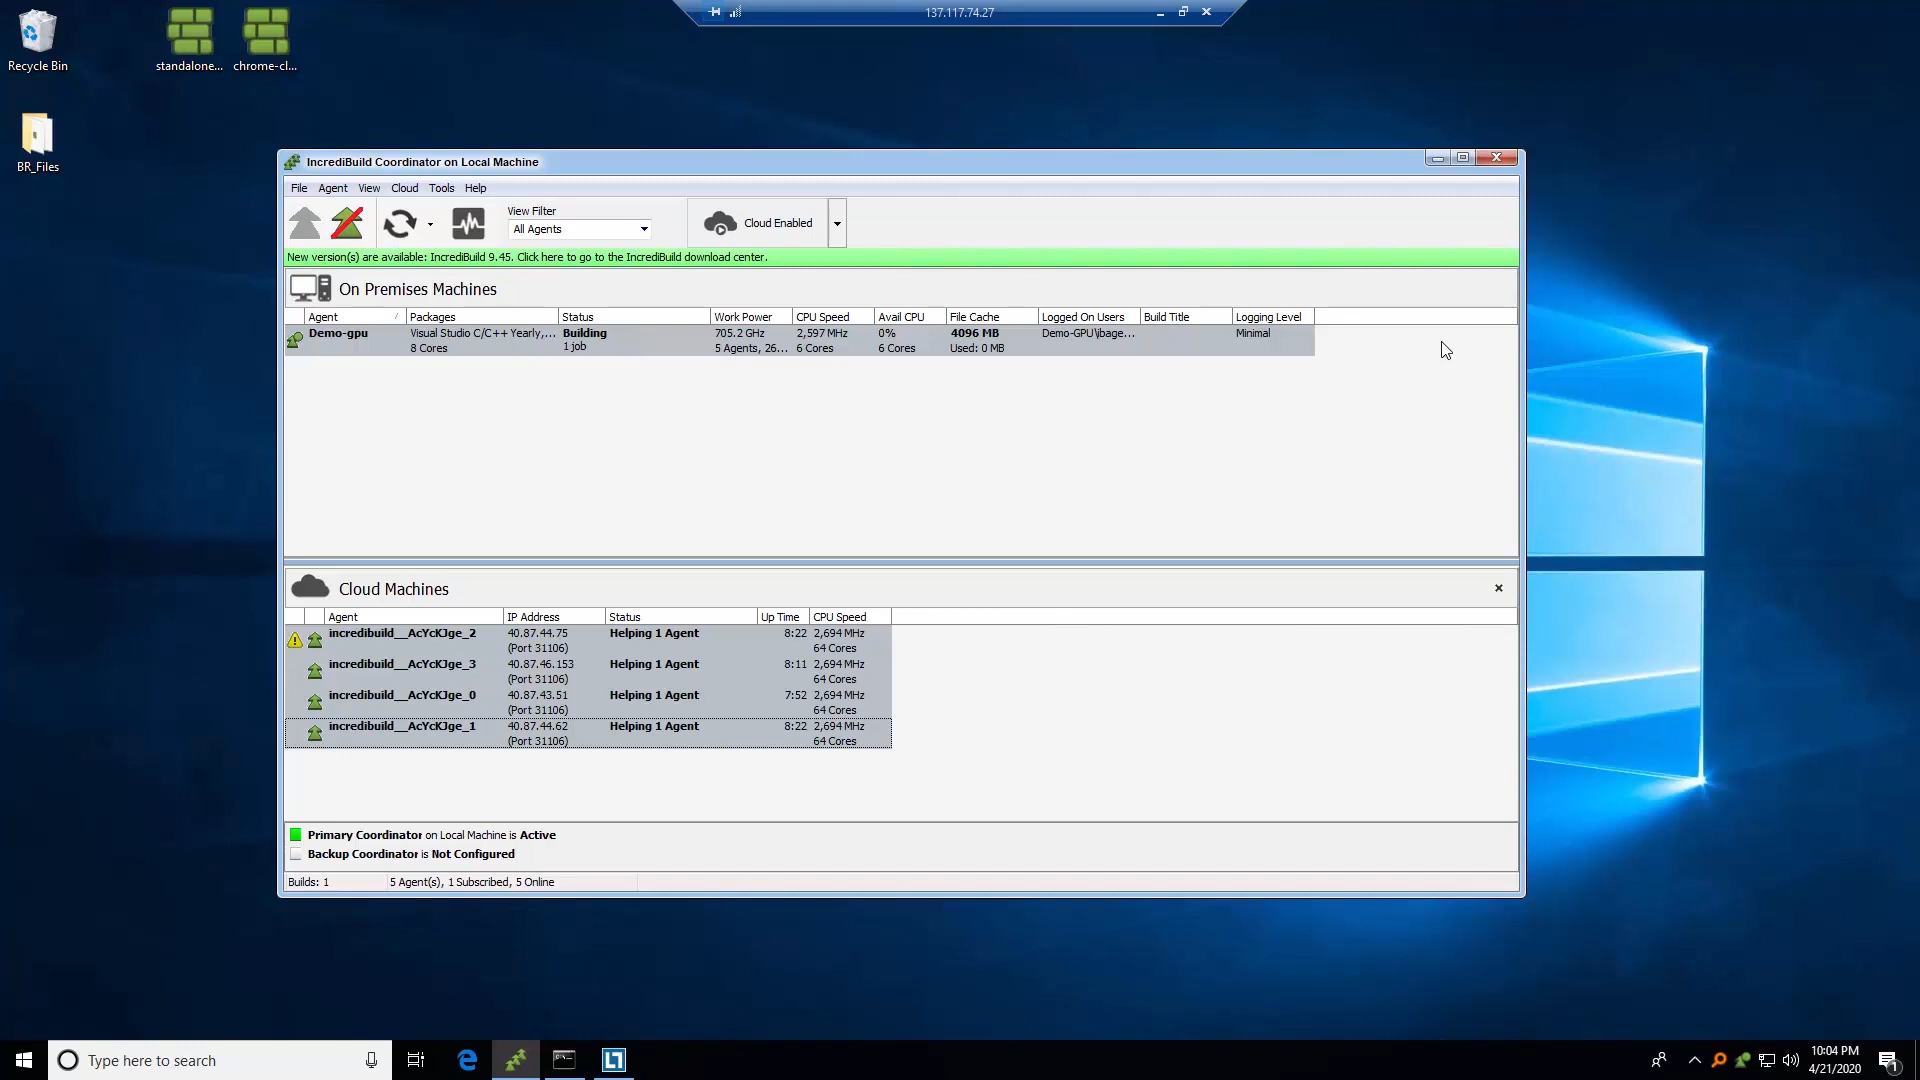 137.117.74.27
Recycle Bin
standalone...
chrome-cl...
BR_Files
IncrediBuild Coordinator on Local Machine
File Agent View Cloud Tools Help
View Filter
All Agents
Cloud Enabled
New version(s) are available: IncrediBuild 9.45. Click here to go to the IncrediBuild download center.
On Premises Machines
Agent Packages Status Work Power CPU Speed Avail CPU File Cache Logged On Users Build Title Logging Level
Demo-gpu Visual Studio C/C++ Yearly,... Building 705.2 GHz 2,597 MHz 0% 4096 MB Demo-GPU\ibage... Minimal
8 Cores 1 job 5 Agents, 26... 6 Cores 6 Cores Used: 0 MB
Cloud Machines
Agent IP Address Status Up Time CPU Speed
incredibuild__AcYcKJge_2 40.87.44.75 Helping 1 Agent 8:22 2,694 MHz
(Port 31106) 64 Cores
incredibuild__AcYcKJge_3 40.87.46.153 Helping 1 Agent 8:11 2,694 MHz
(Port 31106) 64 Cores
incredibuild__AcYcKJge_0 40.87.43.51 Helping 1 Agent 7:52 2,694 MHz
(Port 31106) 64 Cores
incredibuild__AcYcKJge_1 40.87.44.62 Helping 1 Agent 8:22 2,694 MHz
(Port 31106) 64 Cores
Primary Coordinator on Local Machine is Active
Backup Coordinator is Not Configured
Builds: 1 5 Agent(s), 1 Subscribed, 5 Online
Type here to search
10:04 PM
4/21/2020
1